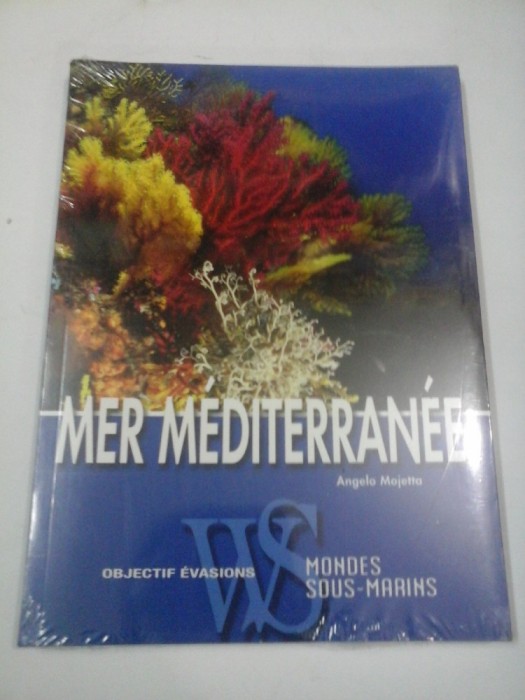 MER MÉDITERRANÉE
Angelo Mojetta
WS
OBJECTIF ÉVASIONS
MONDES
SOUS-MARINS